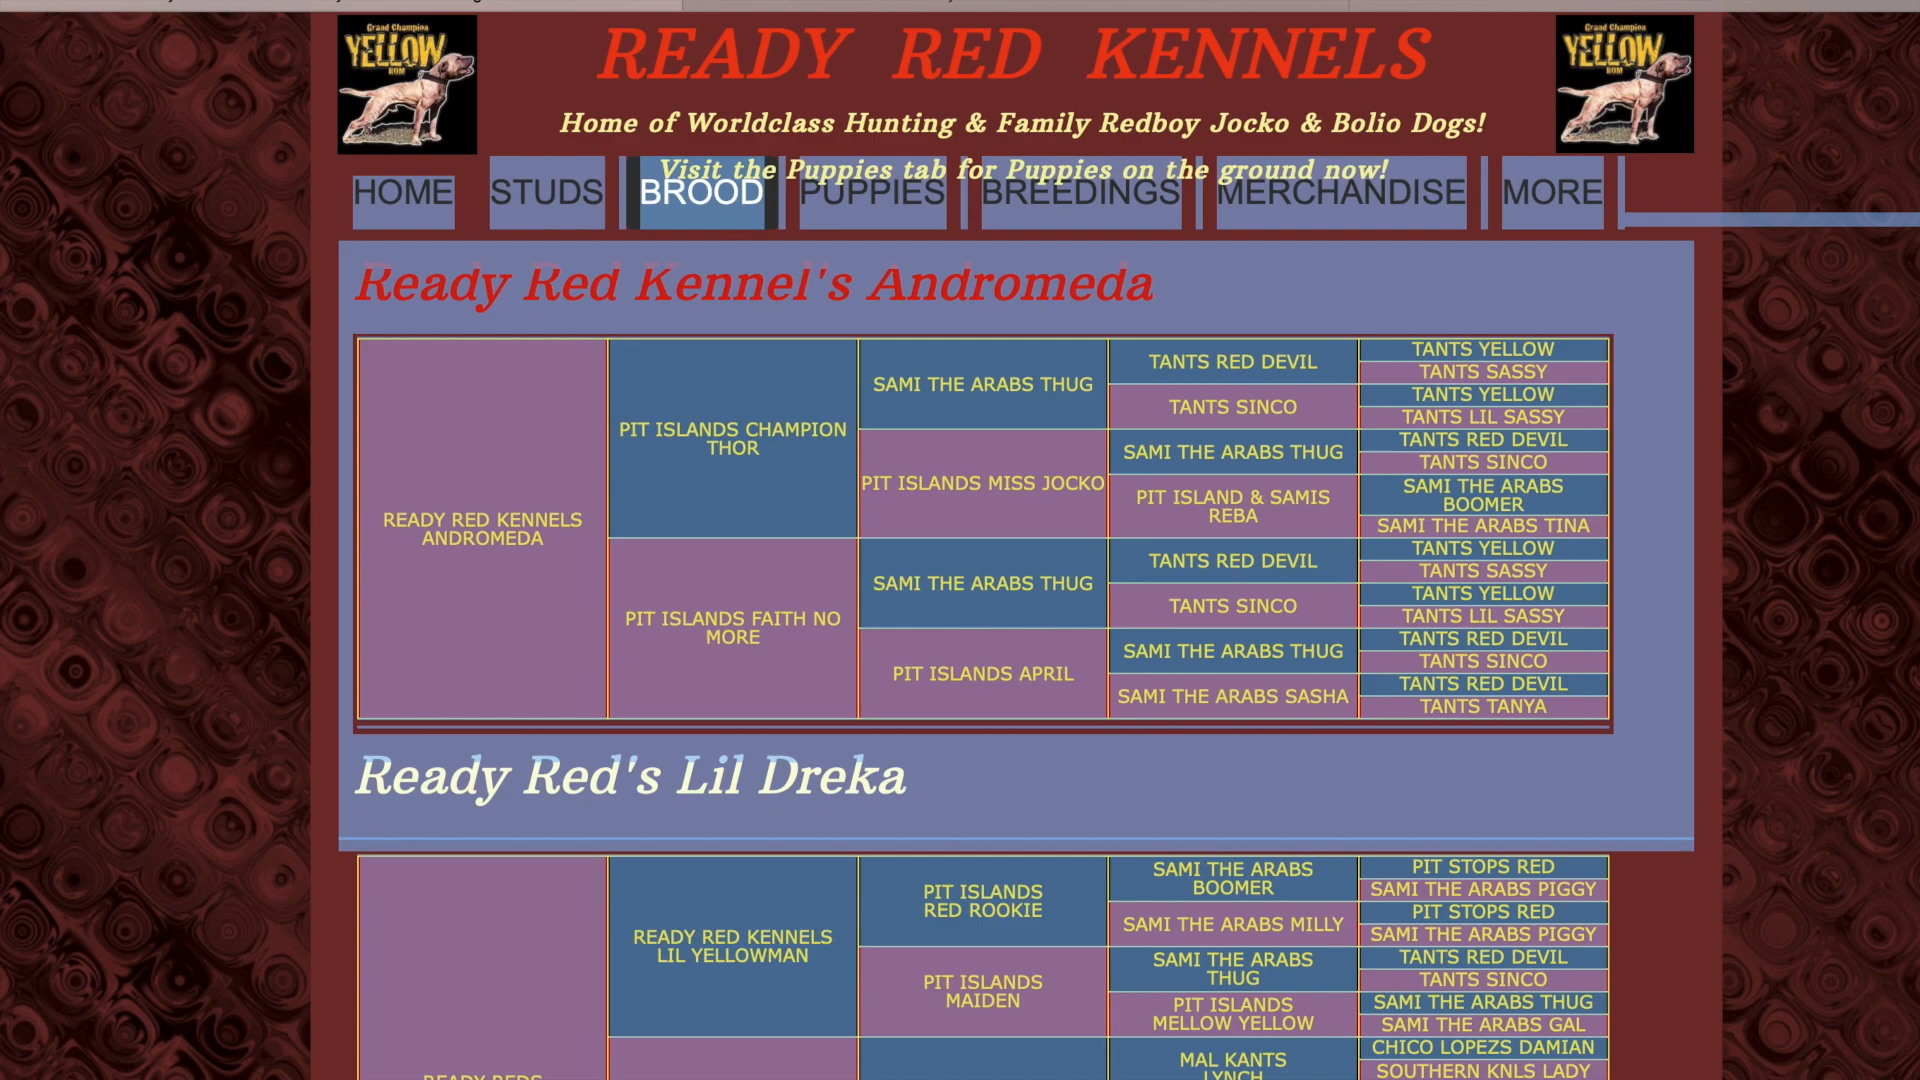 Grand Champion
YELLOW
ROM
READY RED KENNELS
Grand Champion
YELLOW
ROM
Home of Worldclass Hunting & Family Redboy Jocko & Bolio Dogs!
Visit the Puppies tab for Puppies on the ground now!
HOME STUDS BROOD PUPPIES BREEDINGS MERCHANDISE MORE
Ready Red Kennel's Andromeda
READY RED KENNELS
ANDROMEDA
PIT ISLANDS CHAMPION
THOR
PIT ISLANDS FAITH NO
MORE
SAMI THE ARABS THUG
PIT ISLANDS MISS JOCKO
SAMI THE ARABS THUG
PIT ISLANDS APRIL
TANTS RED DEVIL
TANTS SINCO
SAMI THE ARABS THUG
PIT ISLAND & SAMIS
REBA
TANTS RED DEVIL
TANTS SINCO
SAMI THE ARABS THUG
SAMI THE ARABS SASHA
TANTS YELLOW
TANTS SASSY
TANTS YELLOW
TANTS LIL SASSY
TANTS RED DEVIL
TANTS SINCO
SAMI THE ARABS
BOOMER
SAMI THE ARABS TINA
TANTS YELLOW
TANTS SASSY
TANTS YELLOW
TANTS LIL SASSY
TANTS RED DEVIL
TANTS SINCO
TANTS RED DEVIL
TANTS TANYA
Ready Red's Lil Dreka
READY REDS
READY RED KENNELS
LIL YELLOWMAN
PIT ISLANDS
RED ROOKIE
PIT ISLANDS
MAIDEN
SAMI THE ARABS
BOOMER
SAMI THE ARABS MILLY
SAMI THE ARABS
THUG
PIT ISLANDS
MELLOW YELLOW
MAL KANTS
LYNCH
PIT STOPS RED
SAMI THE ARABS PIGGY
PIT STOPS RED
SAMI THE ARABS PIGGY
TANTS RED DEVIL
TANTS SINCO
SAMI THE ARABS THUG
SAMI THE ARABS GAL
CHICO LOPEZS DAMIAN
SOUTHERN KNLS LADY